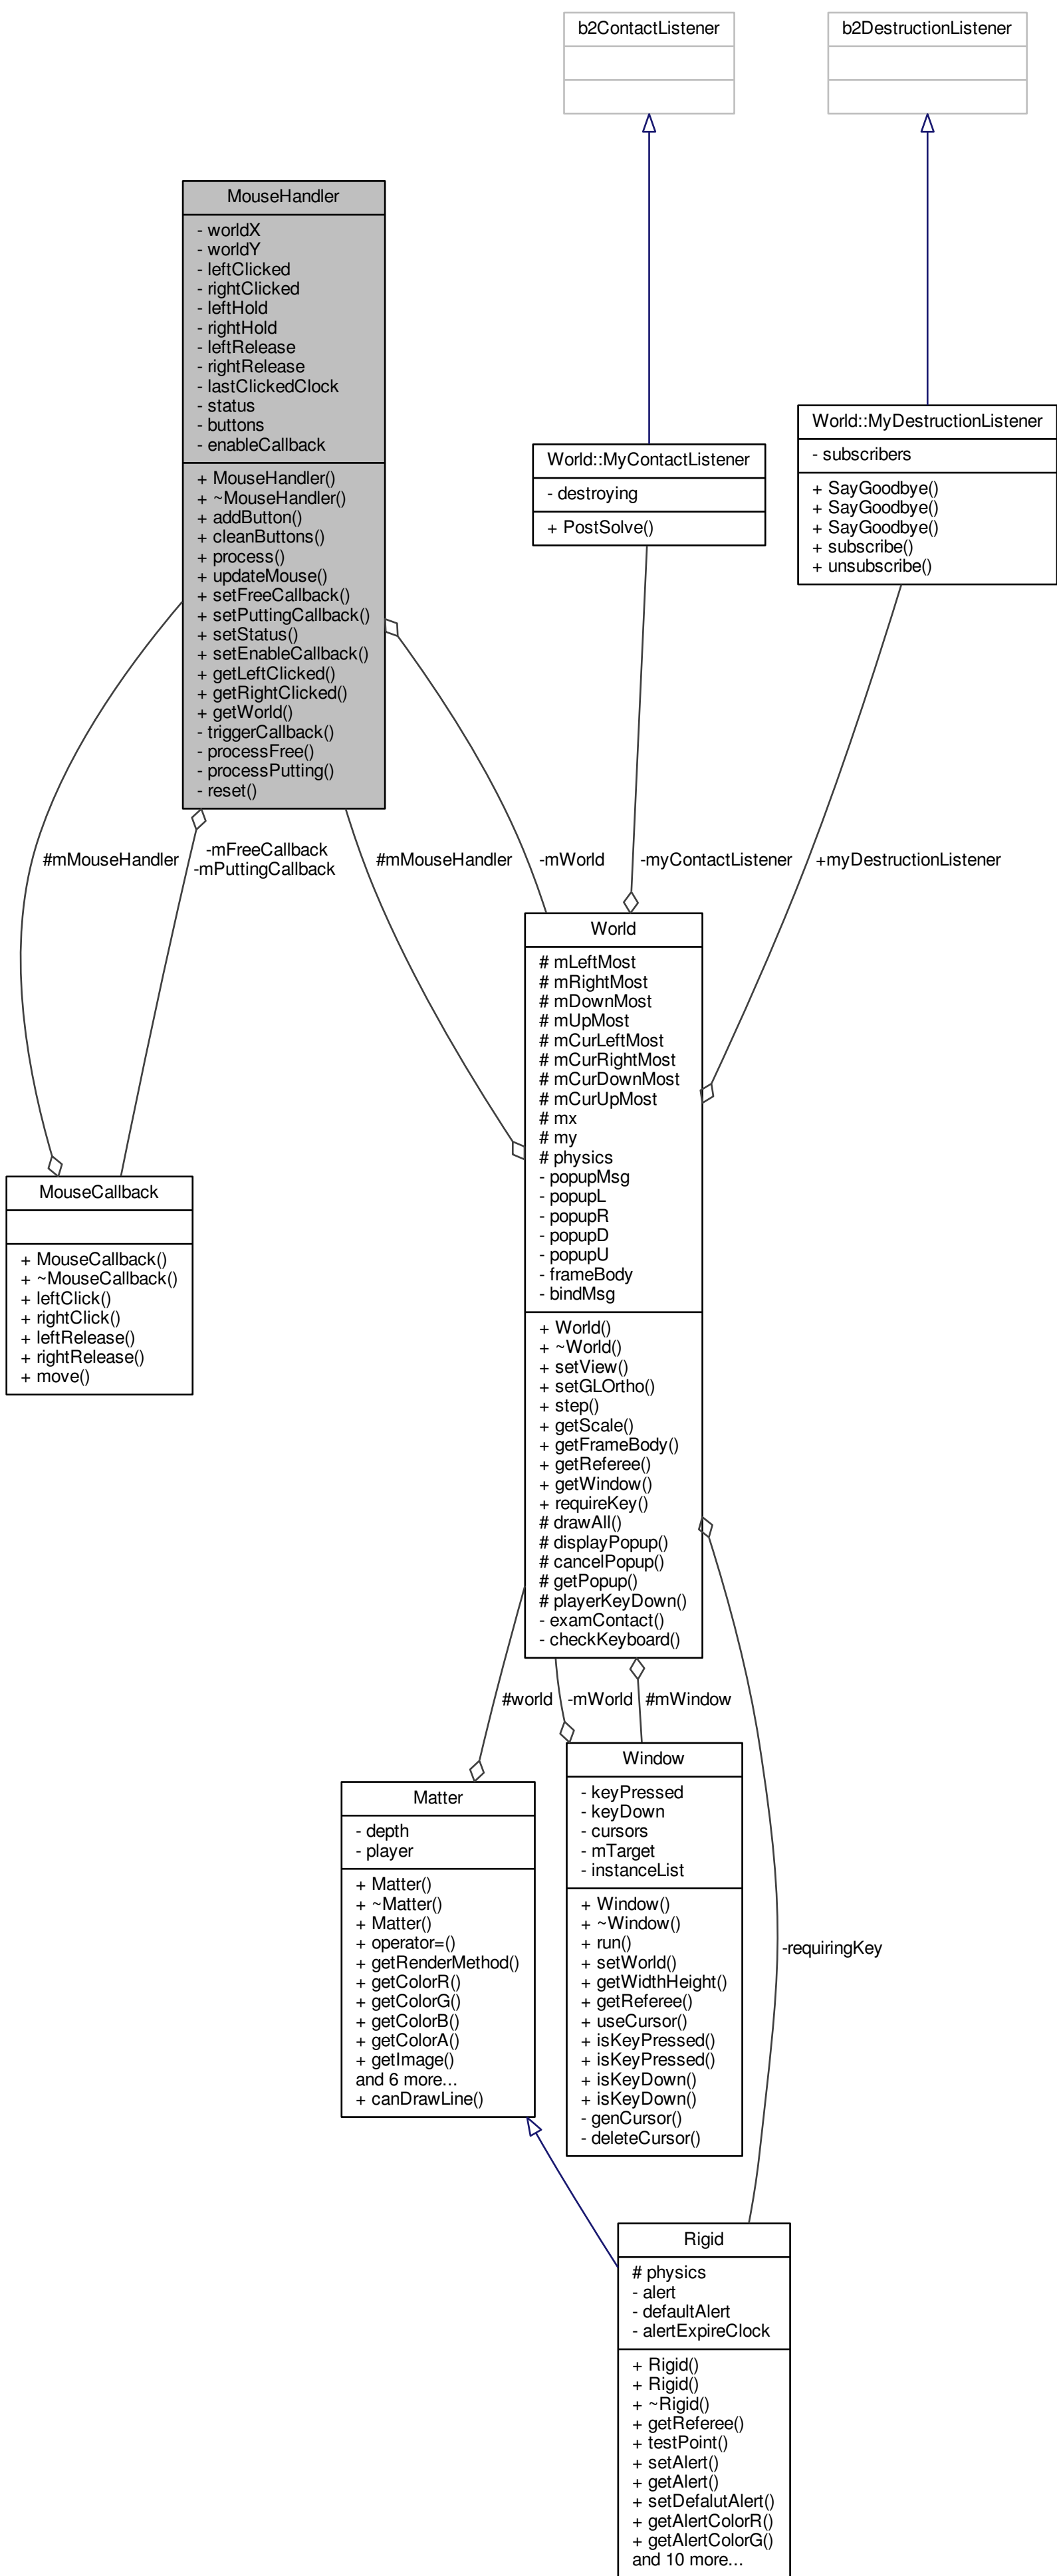 b2ContactListener
b2DestructionListener
MouseHandler
- worldX
- worldY
- leftClicked
- rightClicked
- leftHold
- rightHold
- leftRelease
- rightRelease
- lastClickedClock
- status
- buttons
- enableCallback
+ MouseHandler()
+ ~MouseHandler()
+ addButton()
+ cleanButtons()
+ process()
+ updateMouse()
+ setFreeCallback()
+ setPuttingCallback()
+ setStatus()
+ setEnableCallback()
+ getLeftClicked()
+ getRightClicked()
+ getWorld()
- triggerCallback()
- processFree()
- processPutting()
- reset()
World::MyContactListener
- destroying
+ PostSolve()
World::MyDestructionListener
- subscribers
+ SayGoodbye()
+ SayGoodbye()
+ SayGoodbye()
+ subscribe()
+ unsubscribe()
#mMouseHandler
-mFreeCallback
-mPuttingCallback
#mMouseHandler
-mWorld
-myContactListener
+myDestructionListener
World
# mLeftMost
# mRightMost
# mDownMost
# mUpMost
# mCurLeftMost
# mCurRightMost
# mCurDownMost
# mCurUpMost
# mx
# my
# physics
- popupMsg
- popupL
- popupR
- popupD
- popupU
- frameBody
- bindMsg
+ World()
+ ~World()
+ setView()
+ setGLOrtho()
+ step()
+ getScale()
+ getFrameBody()
+ getReferee()
+ getWindow()
+ requireKey()
# drawAll()
# displayPopup()
# cancelPopup()
# getPopup()
# playerKeyDown()
- examContact()
- checkKeyboard()
MouseCallback
+ MouseCallback()
+ ~MouseCallback()
+ leftClick()
+ rightClick()
+ leftRelease()
+ rightRelease()
+ move()
#world
-mWorld
#mWindow
Matter
- depth
- player
+ Matter()
+ ~Matter()
+ Matter()
+ operator=()
+ getRenderMethod()
+ getColorR()
+ getColorG()
+ getColorB()
+ getColorA()
+ getImage()
and 6 more...
+ canDrawLine()
Window
- keyPressed
- keyDown
- cursors
- mTarget
- instanceList
+ Window()
+ ~Window()
+ run()
+ setWorld()
+ getWidthHeight()
+ getReferee()
+ useCursor()
+ isKeyPressed()
+ isKeyPressed()
+ isKeyDown()
+ isKeyDown()
- genCursor()
- deleteCursor()
-requiringKey
Rigid
# physics
- alert
- defaultAlert
- alertExpireClock
+ Rigid()
+ Rigid()
+ ~Rigid()
+ getReferee()
+ testPoint()
+ setAlert()
+ getAlert()
+ setDefalutAlert()
+ getAlertColorR()
+ getAlertColorG()
and 10 more...